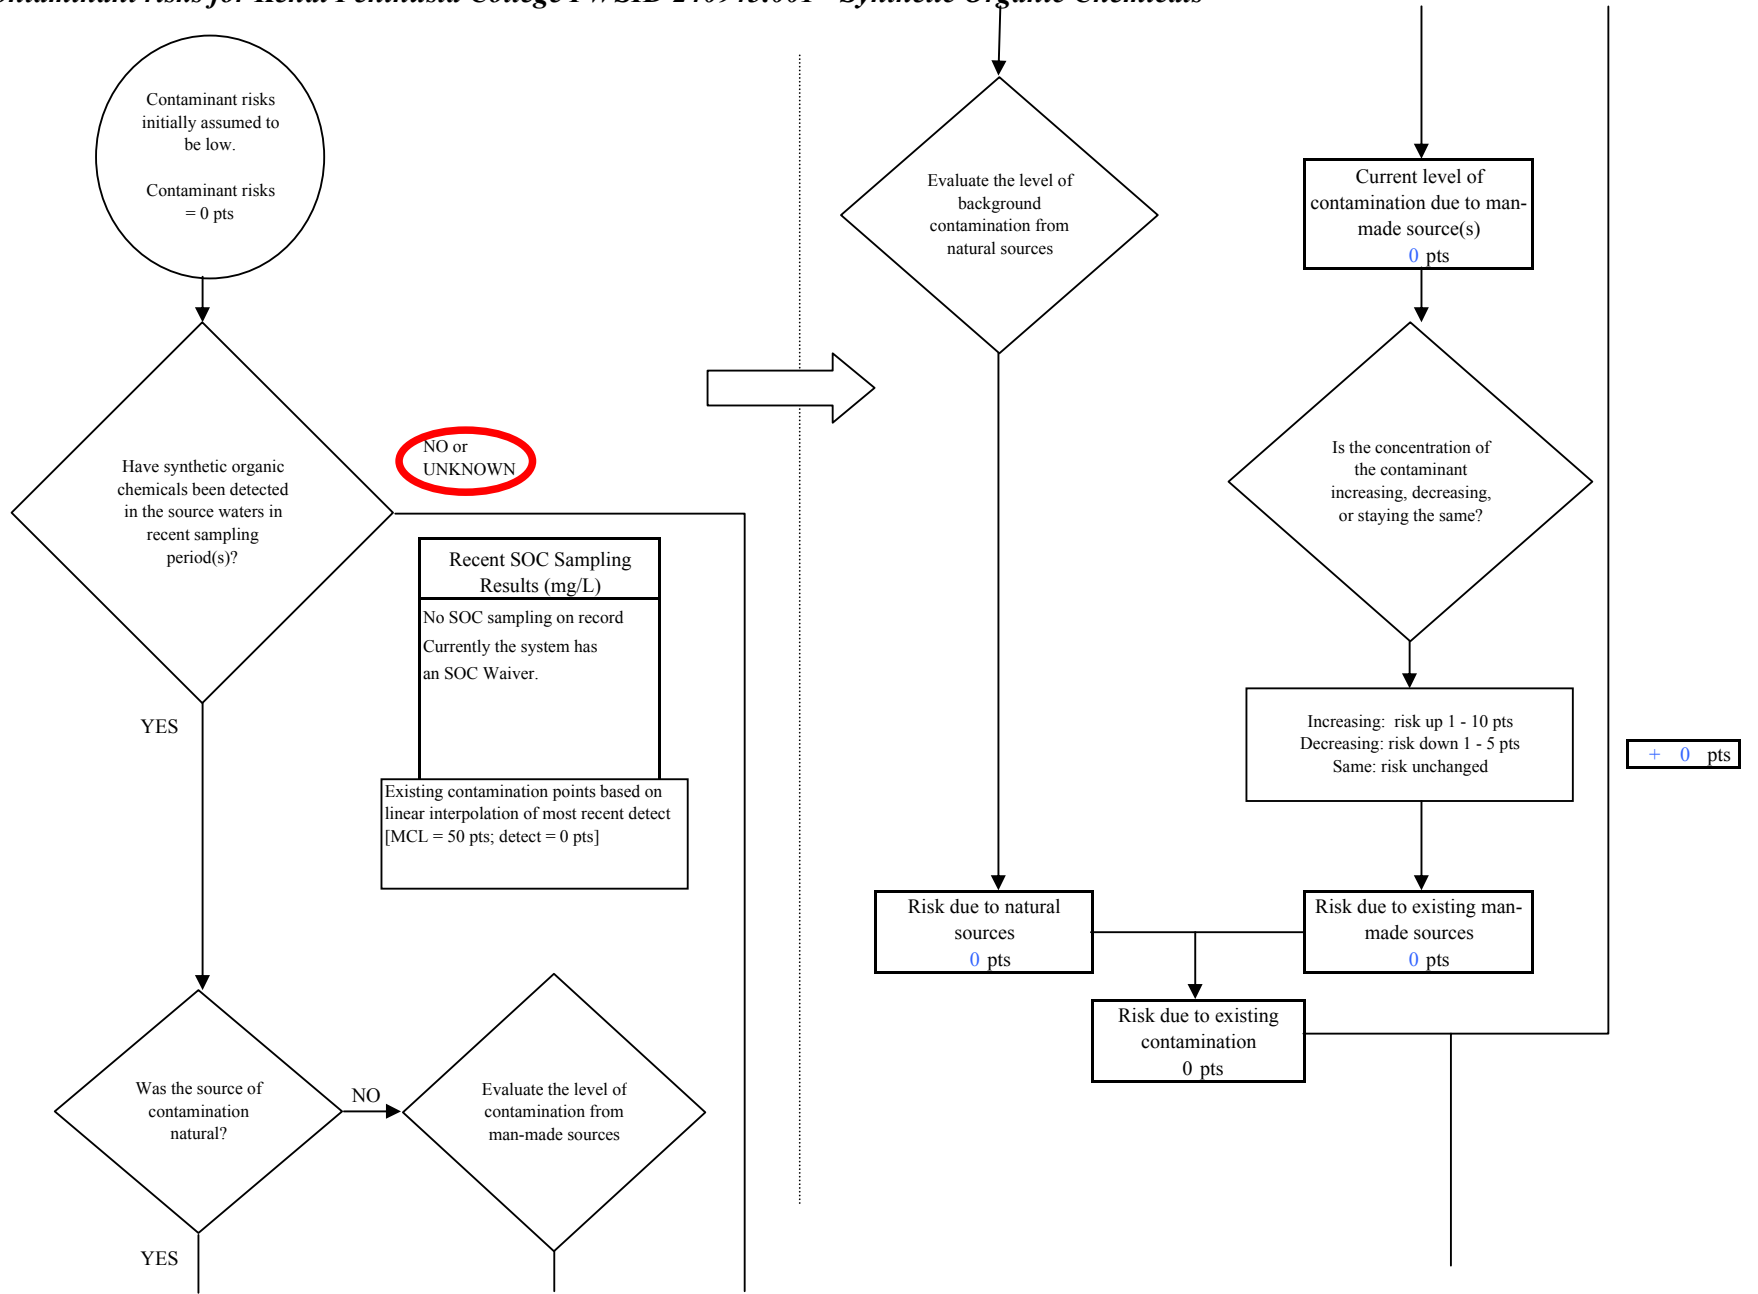 Contaminant risks
initially assumed to
be low.
Contaminant risks
= 0 pts
Have synthetic organic
chemicals been detected
in the source waters in
recent sampling
period(s)?
NO or
UNKNOWN
Recent SOC Sampling
Results (mg/L)
No SOC sampling on record
Currently the system has
an SOC Waiver.
YES
Existing contamination points based on
linear interpolation of most recent detect
[MCL = 50 pts; detect = 0 pts]
Was the source of
contamination
natural?
NO
Evaluate the level of
contamination from
man-made sources
YES
Evaluate the level of
background
contamination from
natural sources
Current level of
contamination due to man-
made source(s)
0 pts
Is the concentration of
the contaminant
increasing, decreasing,
or staying the same?
Increasing: risk up 1 - 10 pts
Decreasing: risk down 1 - 5 pts
Same: risk unchanged
+ 0 pts
Risk due to natural
sources
0 pts
Risk due to existing man-
made sources
0 pts
Risk due to existing
contamination
0 pts